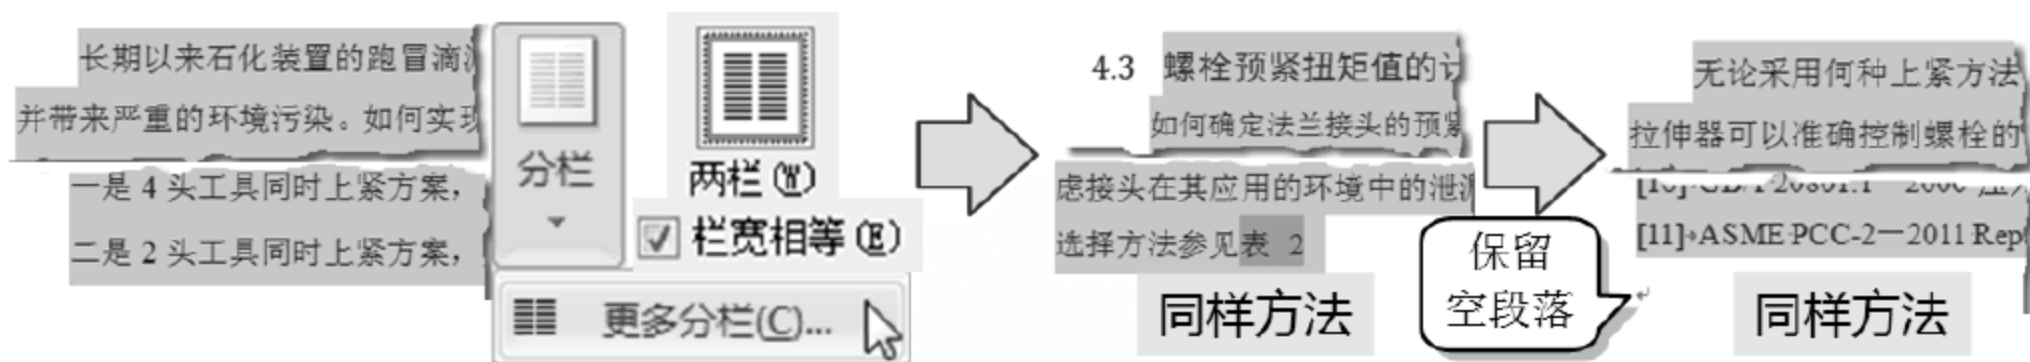 长期以来石化装置的跑冒滴
并带来严重的环境污染。如何实现
一是 4 头工具同时上紧方案,
二是 2 头工具同时上紧方案,
分栏
两栏(W)
栏宽相等(E)
更多分栏(C)...
4.3 螺栓预紧扭矩值的计
如何确定法兰接头的预紧
虑接头在其应用的环境中的泄
选择方法参见表 2
同样方法
保留
空段落
无论采用何种上紧方法
拉伸器可以准确控制螺栓的
[11]→ASME·PCC-2—2011·Rep
同样方法